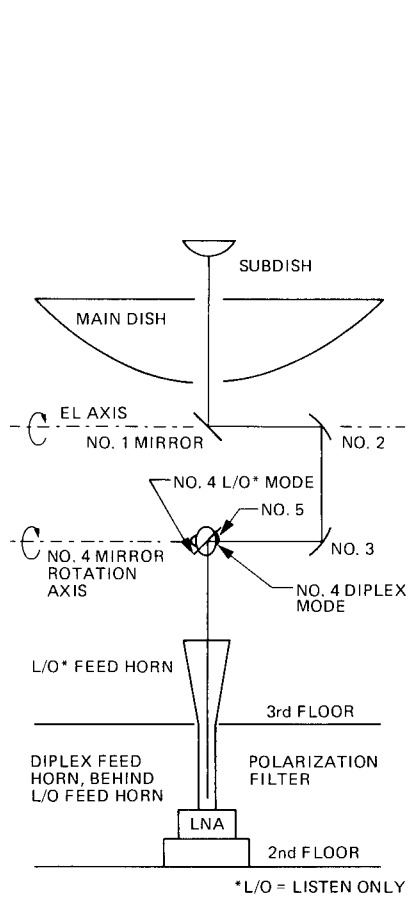 SUBDISH
MAIN DISH
EL AXIS
NO. 1 MIRROR
NO. 2
NO. 4 L/O* MODE
NO. 5
NO. 3
NO. 4 MIRROR
ROTATION
AXIS
NO. 4 DIPLEX
MODE
L/O* FEED HORN
3rd FLOOR
DIPLEX FEED
HORN, BEHIND
L/O FEED HORN
POLARIZATION
FILTER
LNA
2nd FLOOR
*L/O = LISTEN ONLY